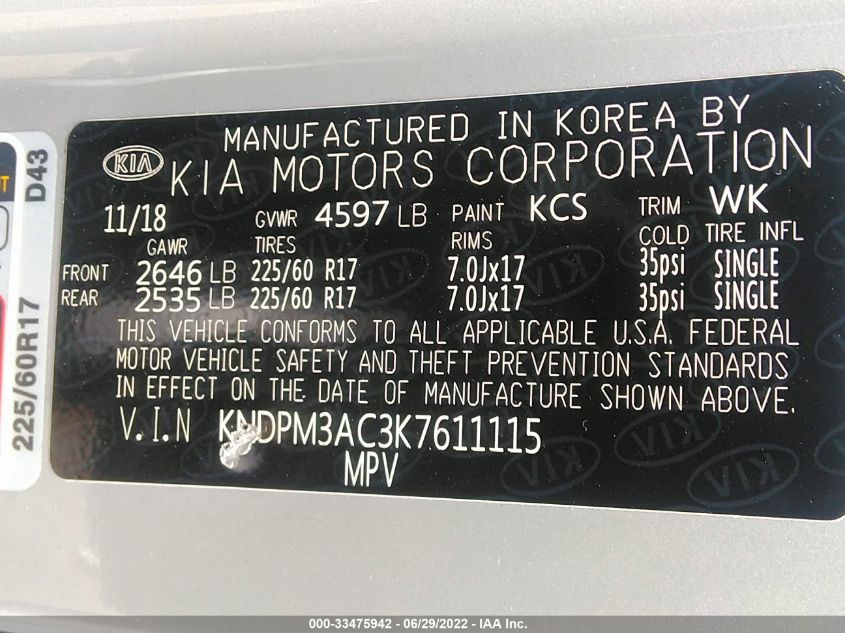 MANUFACTURED IN KOREA BY
KIA KIA MOTORS CORPORATION
11/18 GVWR 4597 LB PAINT KCS TRIM WK
GAWR TIRES RIMS COLD TIRE INFL
FRONT 2646 LB 225/60 R17 7.0Jx17 35psi SINGLE
REAR 2535 LB 225/60 R17 7.0Jx17 35psi SINGLE
THIS VEHICLE CONFORMS TO ALL APPLICABLE U.S.A. FEDERAL
MOTOR VEHICLE SAFETY AND THEFT PREVENTION STANDARDS
IN EFFECT ON THE DATE OF MANUFACTURE SHOWN ABOVE.
V.I.N KNDPM3AC3K7611115
MPV
D43
225/60R17
000-33475942 - 06/29/2022 - IAA Inc.